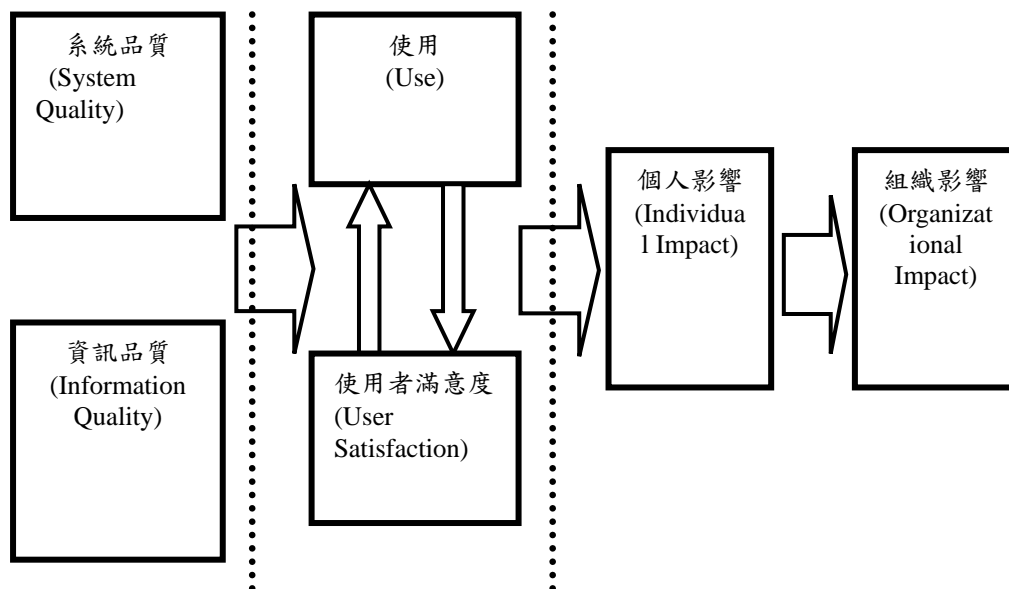 系統品質
(System
Quality)
資訊品質
(Information
Quality)
使用
(Use)
使用者滿意度
(User
Satisfaction)
個人影響
(Individua
l Impact)
組織影響
(Organizat
ional
Impact)